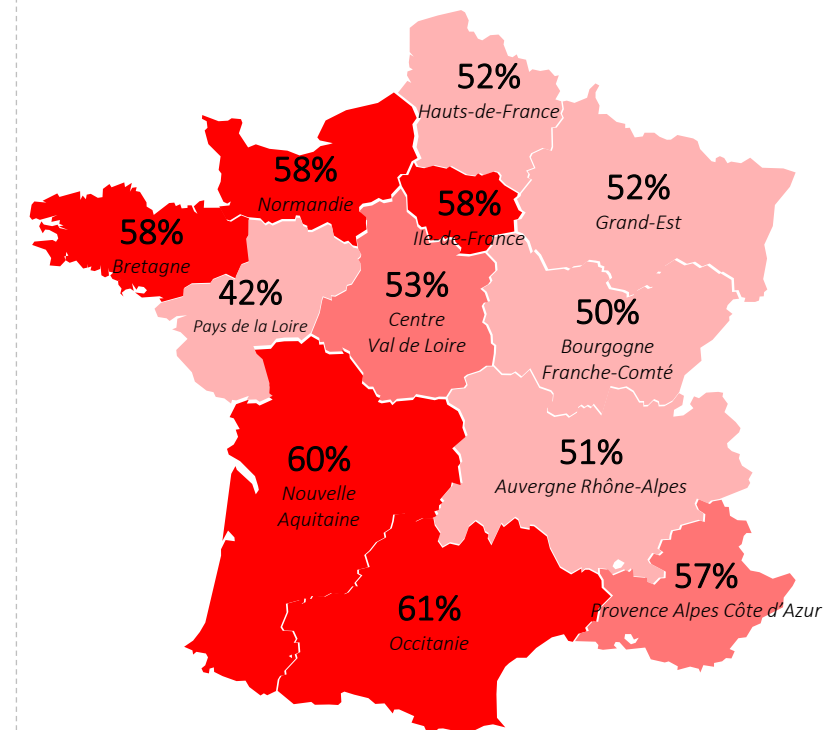 52%
Hauts-de-France
58%
Normandie
58%
Ile de-France
52%
Grand-Est
58%
Bretagne
42%
Pays de la Loire
53%
Centre
Val de Loire
50%
Bourgogne
Franche-Comté
60%
Nouvelle
Aquitaine
51%
Auvergne Rhône-Alpes
57%
Provence Alpes Côte d’Azur
61%
Occitanie